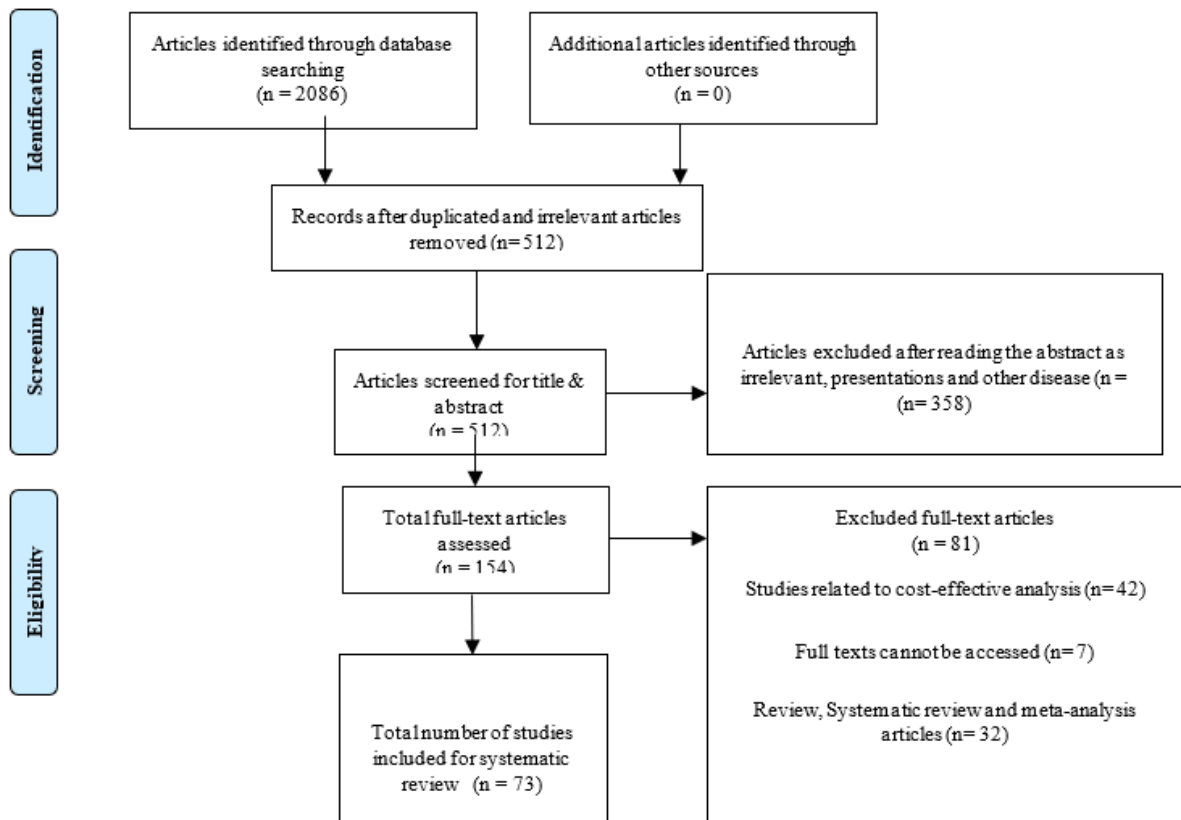 Identification
Articles identified through database
searching
(n = 2086)
Additional articles identified through
other sources
(n = 0)
Records after duplicated and irrelevant articles
removed (n= 512)
Screening
Articles screened for title &
abstract
(n = 512)
Articles excluded after reading the abstract as
irrelevant, presentations and other disease (n =
(n= 358)
Eligibility
Total full-text articles
assessed
(n = 154)
Excluded full-text articles
(n = 81)
Studies related to cost-effective analysis (n= 42)
Full texts cannot be accessed (n= 7)
Review, Systematic review and meta-analysis
articles (n= 32)
Total number of studies
included for systematic
review (n = 73)